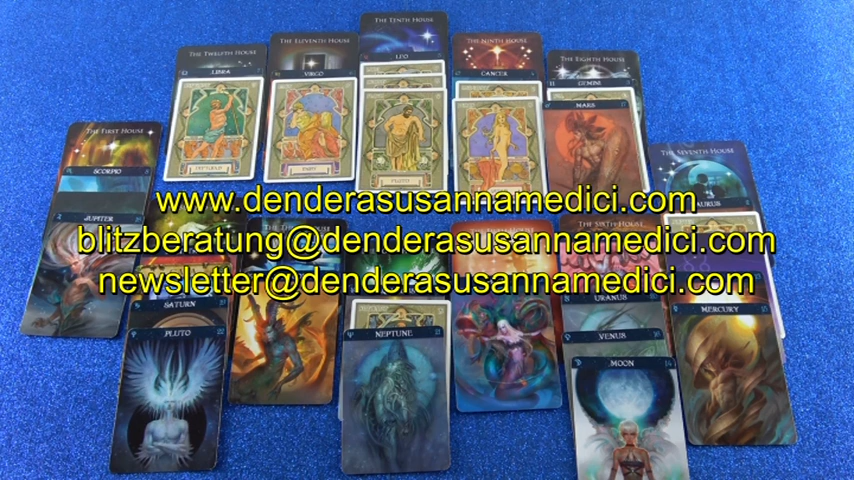 THE TENTH HOUSE
THE ELEVENTH HOUSE
THE NINTH HOUSE
THE TWELFTH HOUSE
THE EIGHTH HOUSE
LEO
LIBRA
VIRGO
CANCER
GEMINI
MARS
THE FIRST HOUSE
THE SEVENTH HOUSE
SCORPIO
PLUTO
www.denderasusannamedici.com
JUPITER
blitzberatung@denderasusannamedici.com
THE SIXTH HOUSE
newsletter@denderasusannamedici.com
URANUS
SATURN
MERCURY
PLUTO
NEPTUNE
VENUS
MOON